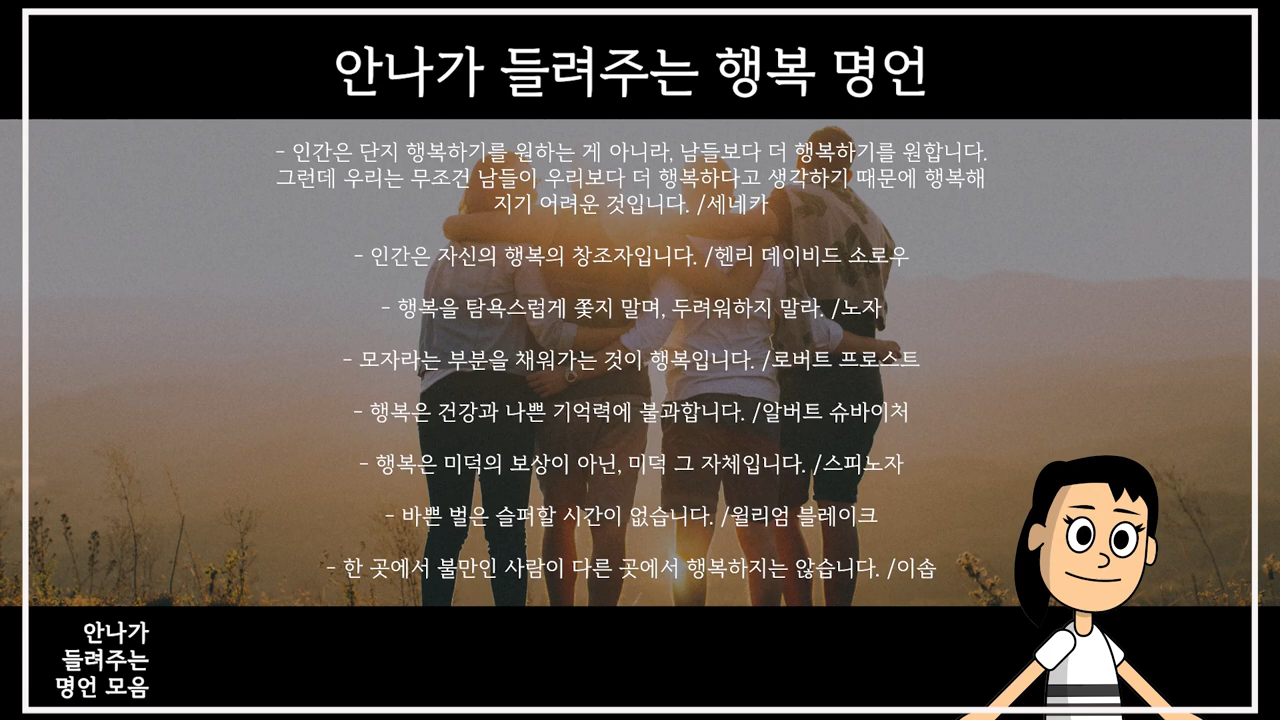 안나가 들려주는 행복 명언
- 인간은 단지 행복하기를 원하는 게 아니라, 남들보다 더 행복하기를 원합니다.
그런데 우리는 무조건 남들이 우리보다 더 행복하다고 생각하기 때문에 행복해
지기 어려운 것입니다. /세네카
- 인간은 자신의 행복의 창조자입니다. /헨리 데이비드 소로우
- 행복을 탐욕스럽게 쫓지 말며, 두려워하지 말라. /노자
- 모자라는 부분을 채워가는 것이 행복입니다. /로버트 프로스트
- 행복은 건강과 나쁜 기억력에 불과합니다. /알버트 슈바이처
- 행복은 미덕의 보상이 아닌, 미덕 그 자체입니다. /스피노자
- 바쁜 벌은 슬퍼할 시간이 없습니다. /윌리엄 블레이크
- 한 곳에서 불만인 사람이 다른 곳에서 행복하지는 않습니다. /이솝
안나가
들려주는
명언 모음